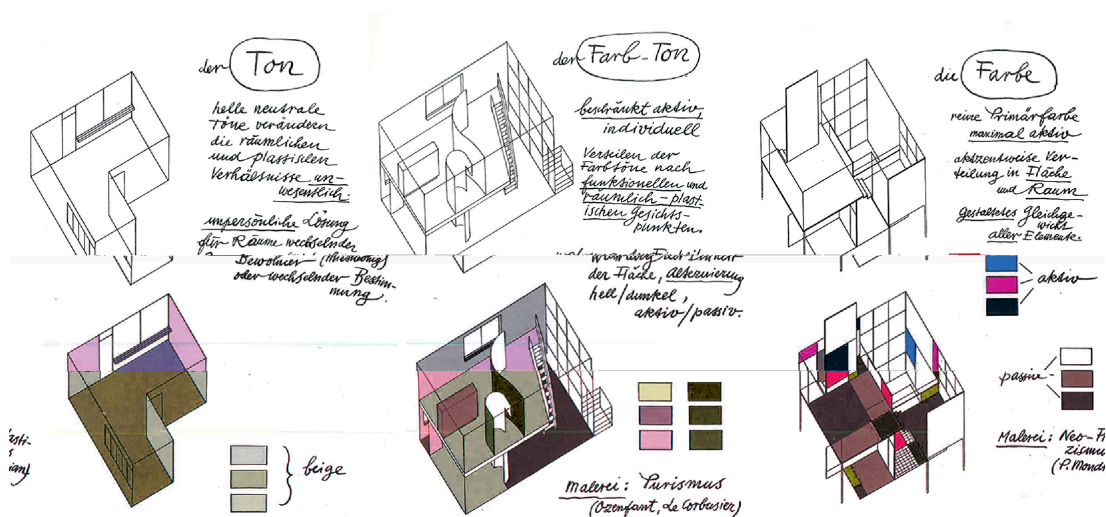 der Ton
helle neutrale
Töne verändern
die räumlichen
und plastischen
Verhältnisse un-
wesentlich.
unpersönliche Lösung
für Räume wechselnder
Bewohner
oder wechselnder Bestim-
mung.
beige
der Farb-Ton
beschränkt aktiv,
individuell
Verteilen der
Farbtöne nach
funktionellen und
räumlich-plast-
ischen Gesichts-
punkten.
der Fläche, Alternierung
hell/dunkel,
aktiv/passiv.
Malerei: Purismus
(Ozenfant, Le Corbusier)
die Farbe
reine Primärfarbe
maximal aktiv
akzentweise Ver-
teilung in Fläche
und Raum
gestaltetes Gleichge-
wicht
aller Elemente.
aktiv
passiv
Malerei: Neo-
zismu
(P. Mond